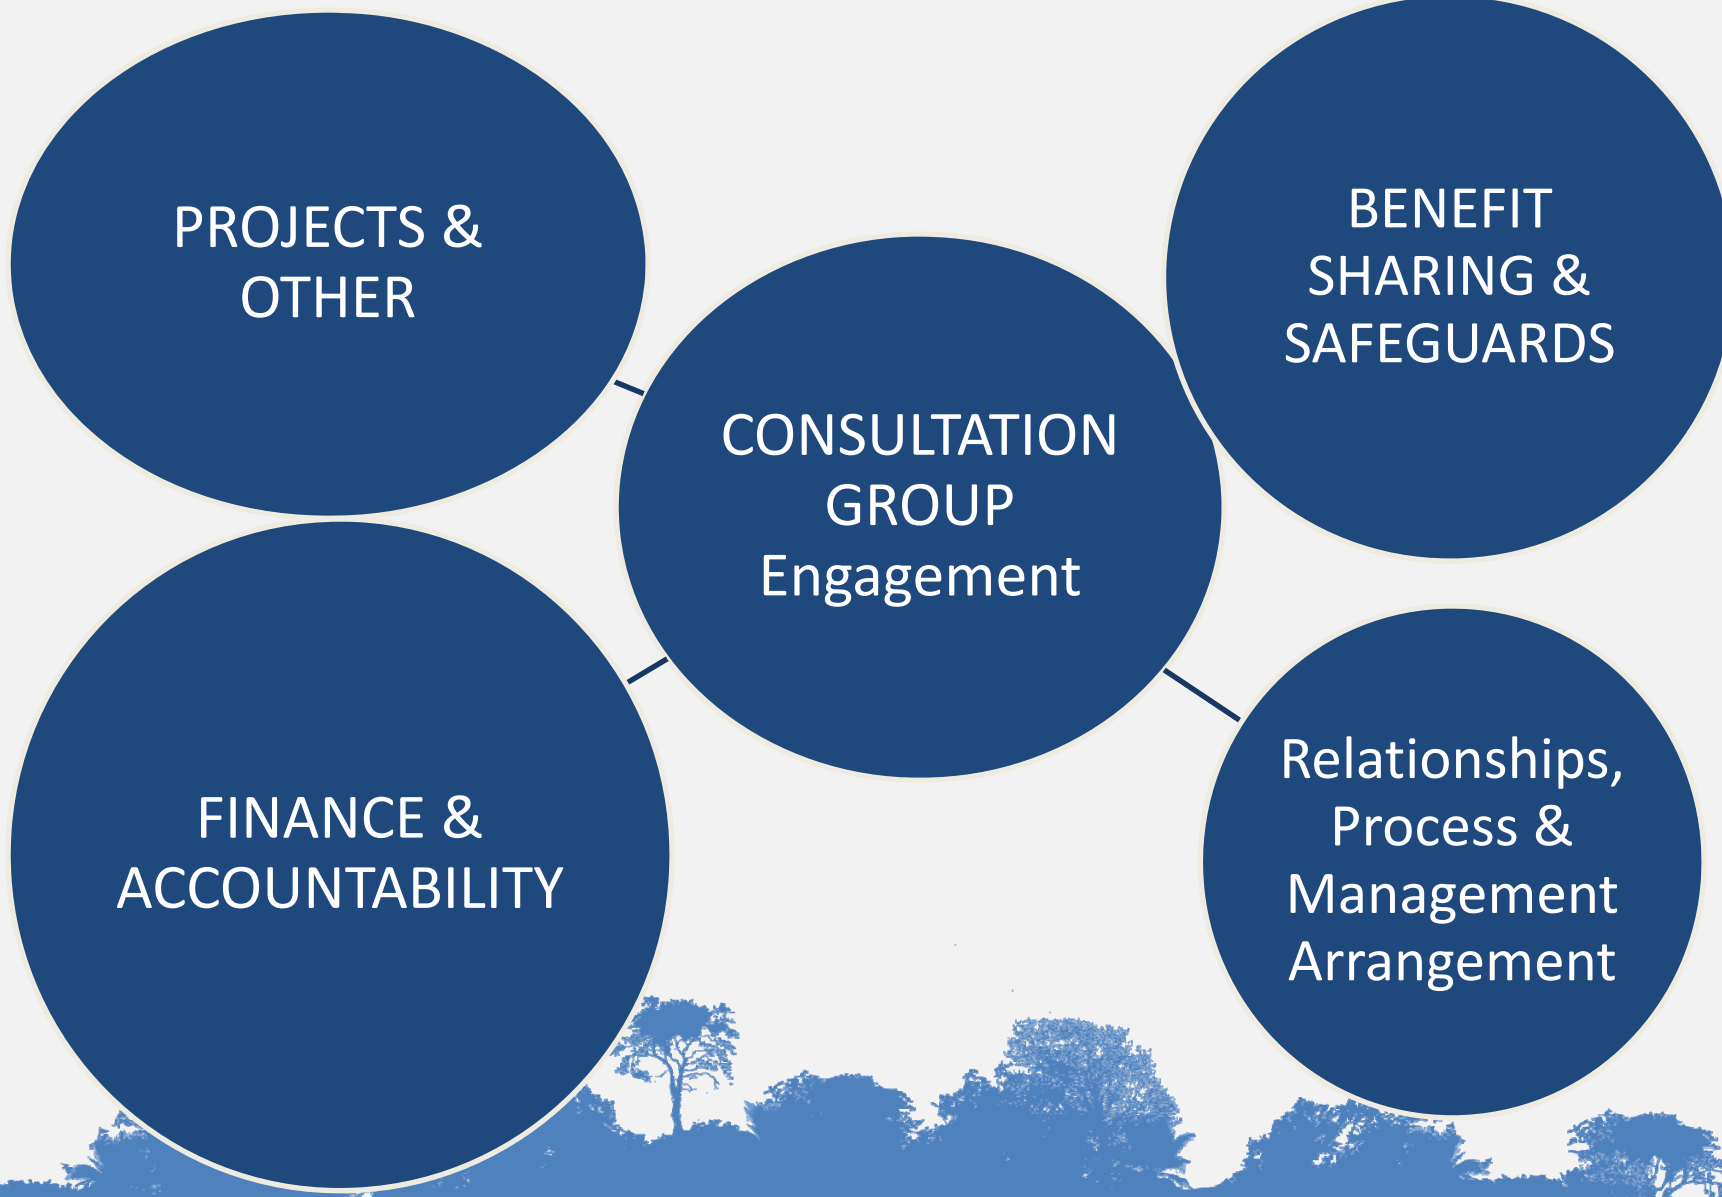 PROJECTS &
OTHER
BENEFIT
SHARING &
SAFEGUARDS
CONSULTATION
GROUP
Engagement
FINANCE &
ACCOUNTABILITY
Relationships,
Process &
Management
Arrangement